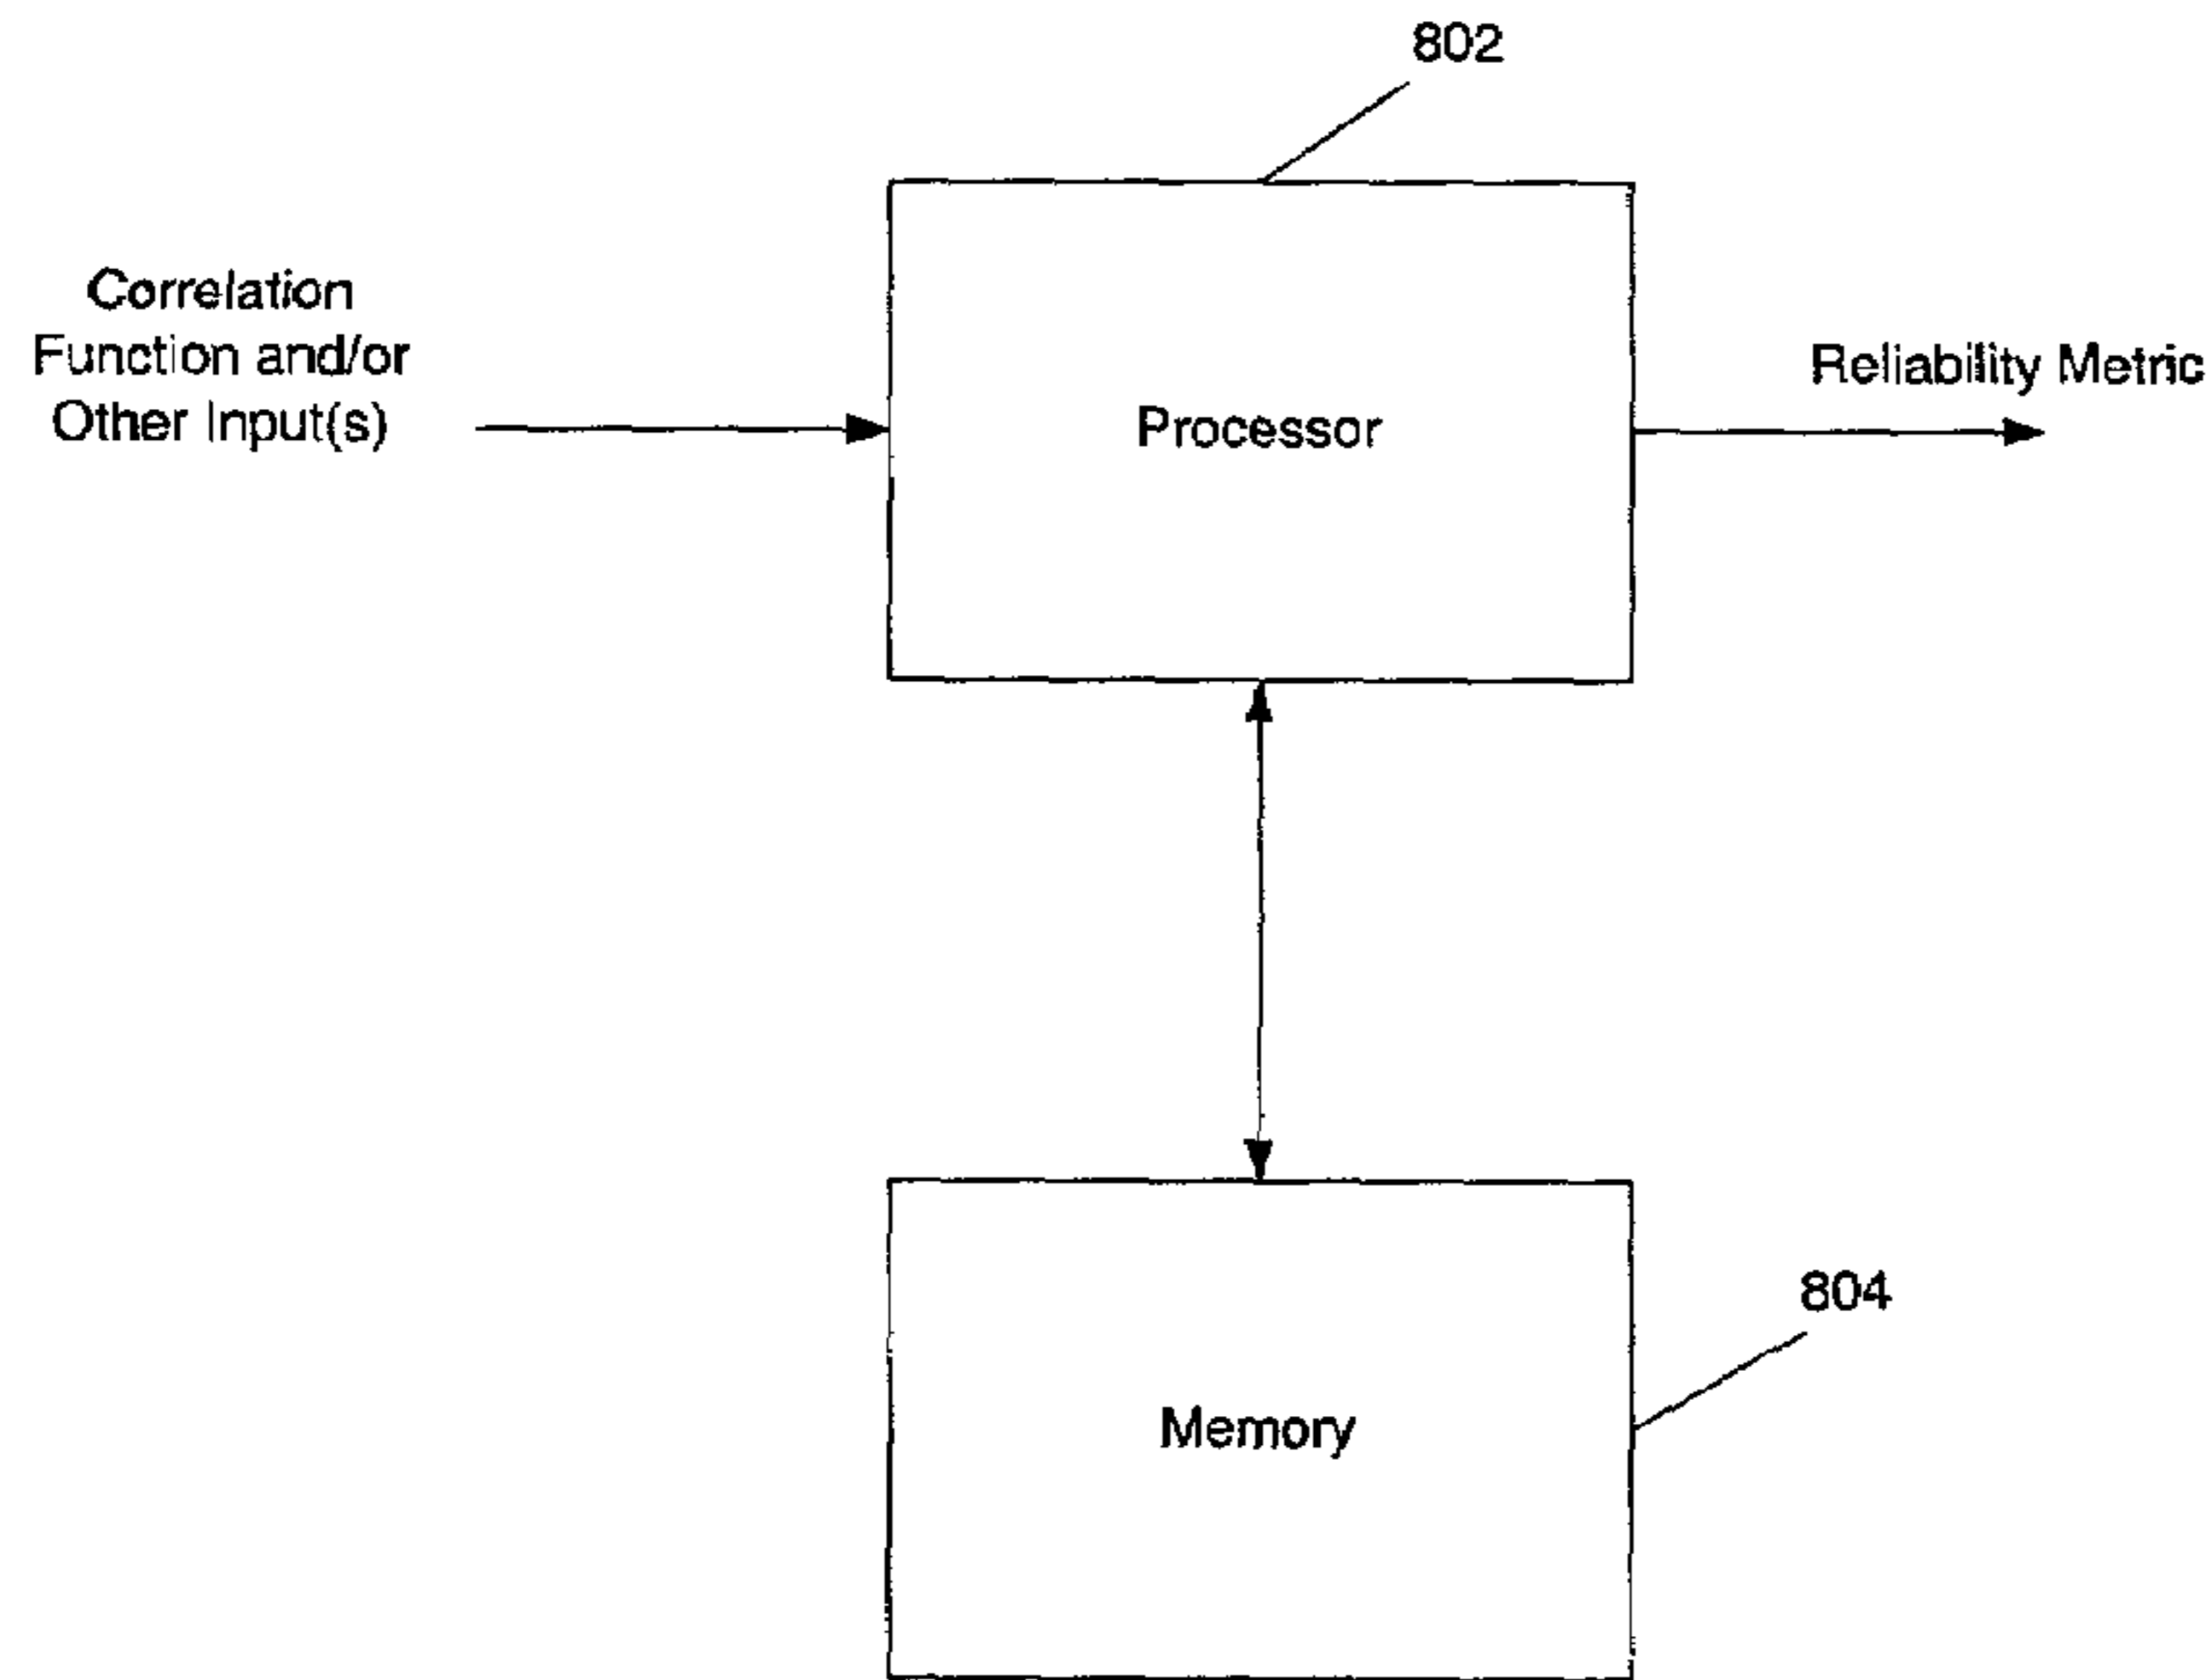 802
Correlation
Function and/or
Other Input(s)
Processor
Reliability Metric
804
Memory